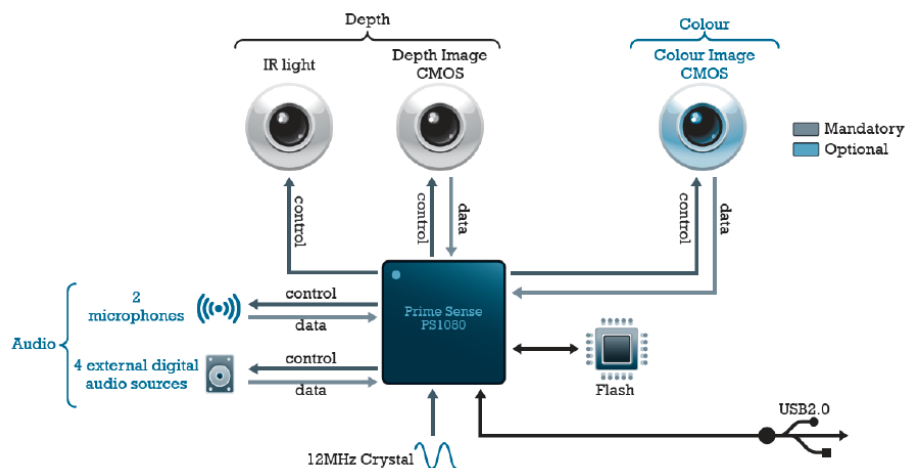 Depth
Colour
IR light
Depth Image
CMOS
Colour Image
CMOS
Mandatory
Optional
control
control
data
control
data
Audio
2
microphones
control
data
Prime Sense
PS1080
4 external digital
audio sources
control
data
Flash
USB2.0
12MHz Crystal